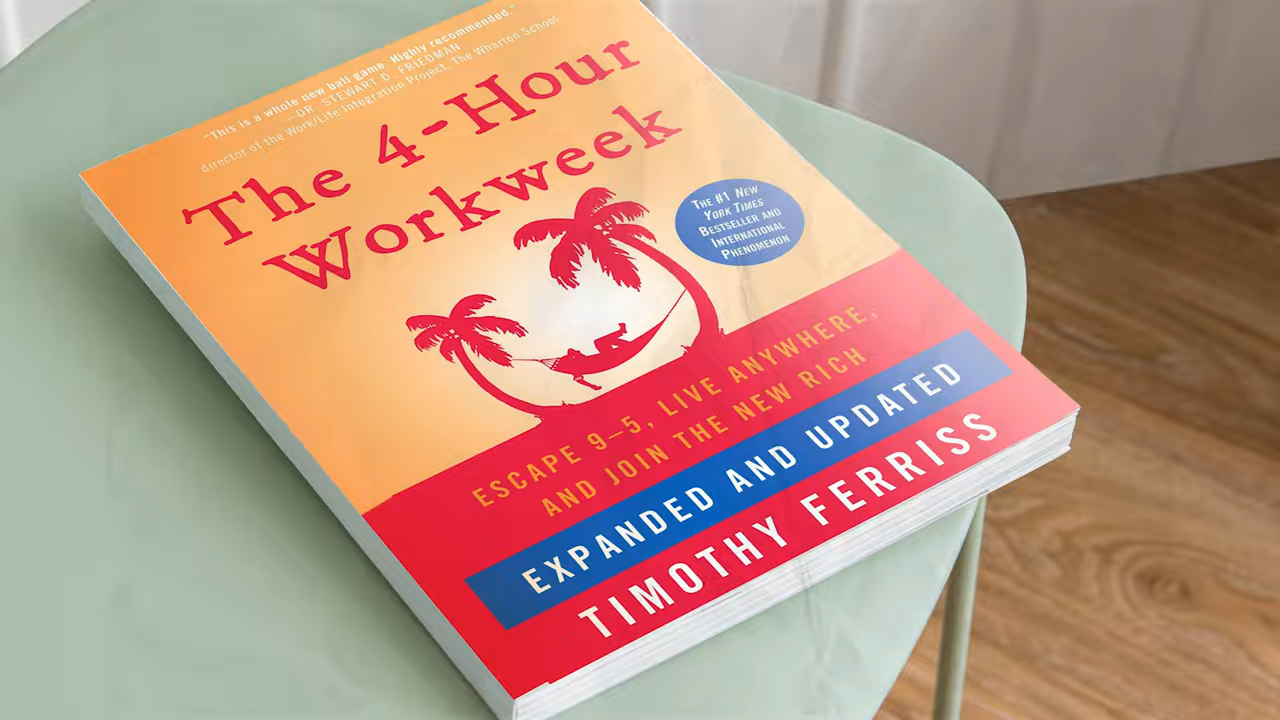 "This is a whole new ball game. Highly recommended."
—DR. STEWART D. FRIEDMAN
director of the Work/Life Integration Project, The Wharton School
The 4-Hour
Workweek
THE #1 NEW
YORK TIMES
BESTSELLER AND
INTERNATIONAL
PHENOMENON
ESCAPE 9–5, LIVE ANYWHERE,
AND JOIN THE NEW RICH
EXPANDED AND UPDATED
TIMOTHY FERRISS